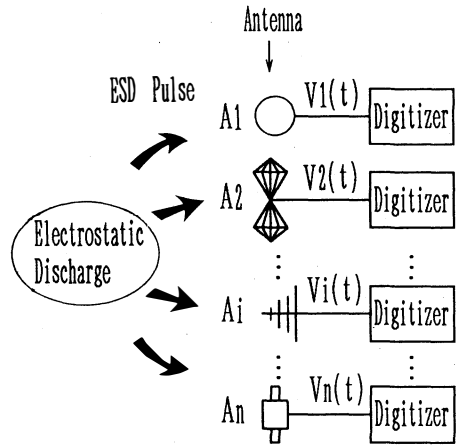 Antenna
ESD Pulse
A1 V1(t) Digitizer
A2 V2(t) Digitizer
Electrostatic
Discharge
Ai Vi(t) Digitizer
An Vn(t) Digitizer